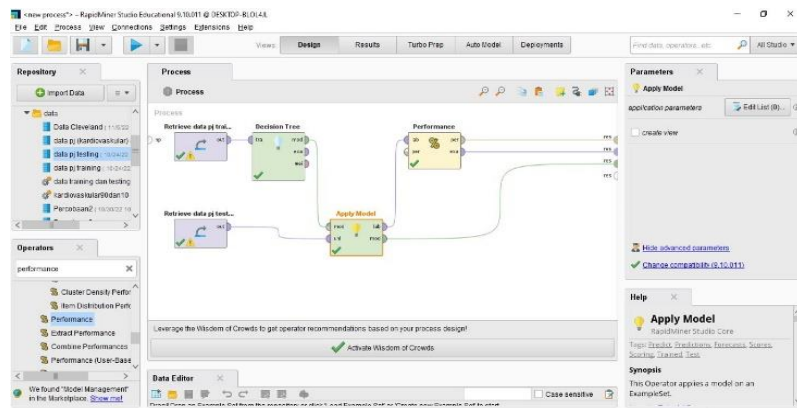 <new process*> – RapidMiner Studio Educational 9.10.011 @ DESKTOP-BLOL4JL
File Edit Process View Connections Settings Extensions Help
Views: Design Results Turbo Prep Auto Model Deployments
Find data, operators...etc
All Studio
Repository
Import Data
data
Data Cleveland
data pj (kardiovaskular)
data pj testing
data pj training
data training dan testing
kardiovaskular90dan10
Percobaan2
Operators
performance
Cluster Density Perfor
Item Distribution Perfo
Performance
Extract Performance
Combine Performances
Performance (User-Base
We found "Model Management"
in the Marketplace. Show me!
Process
Process
Process
Retrieve data pj trai...
Decision Tree
Performance
inp
out
tra
mod
exa
wei
lab
per
per
exa
res
res
res
res
Retrieve data pj test...
Apply Model
out
mod
unl
lab
mod
Leverage the Wisdom of Crowds to get operator recommendations based on your process design!
Activate Wisdom of Crowds
Data Editor
Case sensitive
Parameters
Apply Model
application parameters
Edit List (0)...
create view
Hide advanced parameters
Change compatibility (9.10.011)
Help
Apply Model
RapidMiner Studio Core
Tags: Predict, Predictions, Forecasts, Scores,
Scoring, Trained, Test
Synopsis
This Operator applies a model on an
ExampleSet.